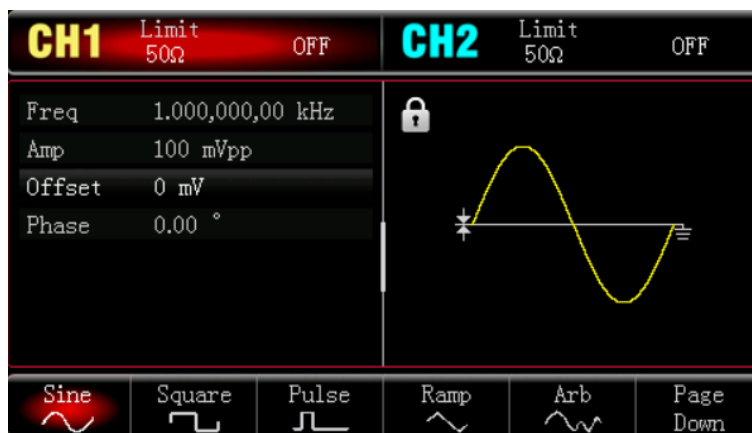 CH1 Limit 50Ω OFF
CH2 Limit 50Ω OFF
Freq 1.000,000,00 kHz
Amp 100 mVpp
Offset 0 mV
Phase 0.00 °
Sine Square Pulse Ramp Arb Page Down